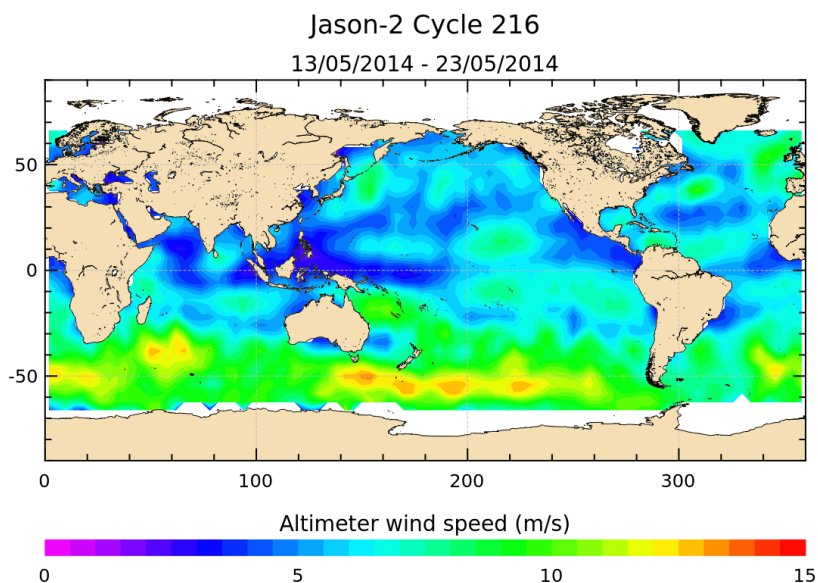 Jason-2 Cycle 216
13/05/2014 - 23/05/2014
50
0
-50
0 100 200 300
Altimeter wind speed (m/s)
0 5 10 15